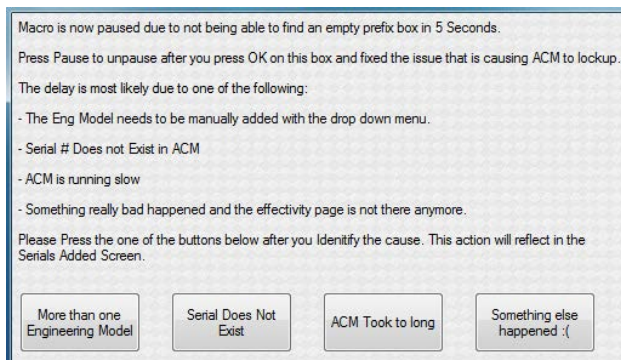 Macro is now paused due to not being able to find an empty prefix box in 5 Seconds.
Press Pause to unpause after you press OK on this box and fixed the issue that is causing ACM to lockup.
The delay is most likely due to one of the following:
- The Eng Model needs to be manually added with the drop down menu.
- Serial # Does not Exist in ACM
- ACM is running slow
- Something really bad happened and the effectivity page is not there anymore.
Please Press the one of the buttons below after you Idenitify the cause. This action will reflect in the
Serials Added Screen.
More than one
Engineering Model
Serial Does Not
Exist
ACM Took to long
Something else
happened :(